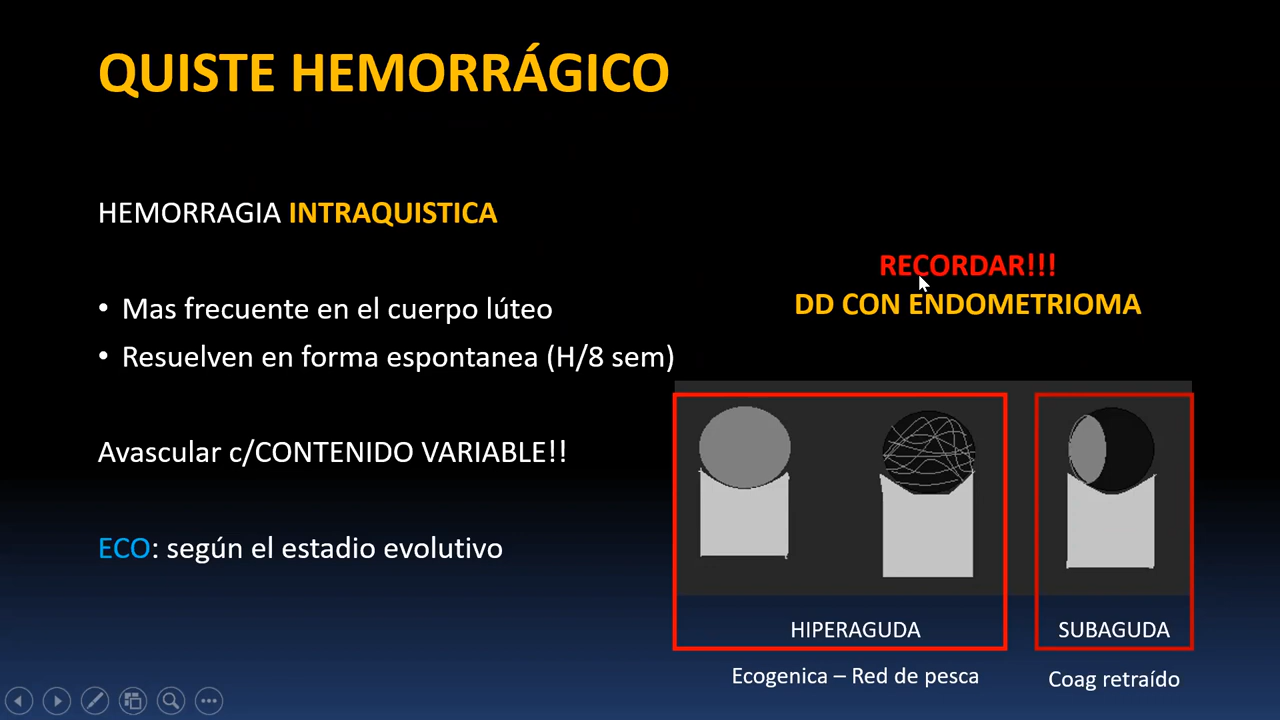 QUISTE HEMORRÁGICO
HEMORRAGIA INTRAQUISTICA
• Mas frecuente en el cuerpo lúteo
• Resuelven en forma espontanea (H/8 sem)
Avascular c/CONTENIDO VARIABLE!!
ECO: según el estadio evolutivo
RECORDAR!!!
DD CON ENDOMETRIOMA
HIPERAGUDA
SUBAGUDA
Ecogenica – Red de pesca
Coag retraído